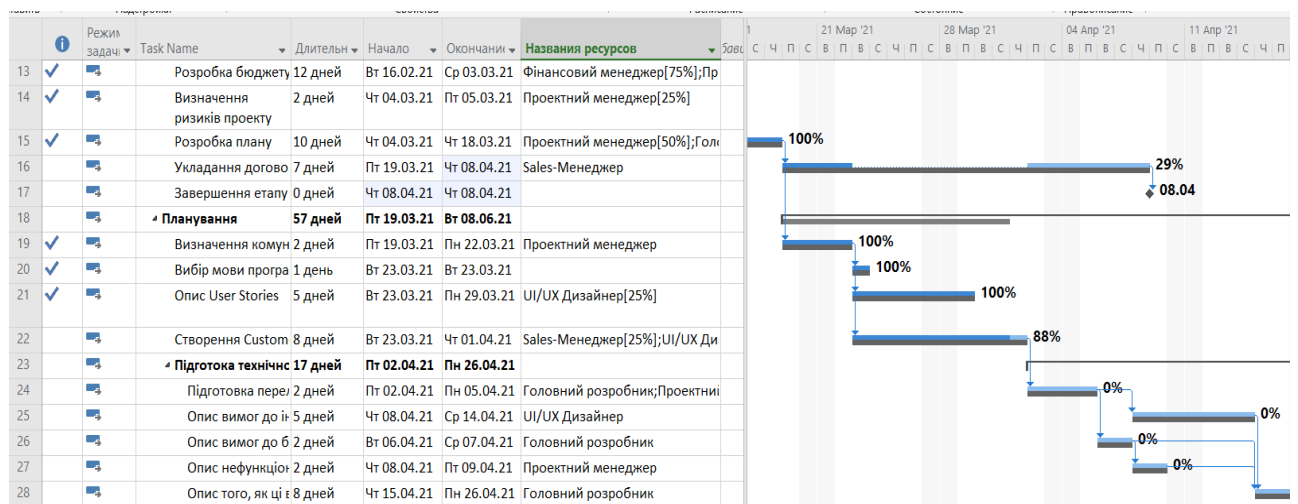 Режим
задачи Task Name Длительн Начало Окончание Названия ресурсов
21 Мар '21 28 Мар '21 04 Апр '21 11 Апр '21
С Ч П С В П В С Ч П С В П В С Ч П С В П В С Ч П С В П В С Ч П
13 Розробка бюджету 12 дней Вт 16.02.21 Ср 03.03.21 Фінансовий менеджер[75%];Пр
14 Визначення 2 дней Чт 04.03.21 Пт 05.03.21 Проектний менеджер[25%]
ризиків проекту
15 Розробка плану 10 дней Чт 04.03.21 Чт 18.03.21 Проектний менеджер[50%];Голо 100%
16 Укладання догово 7 дней Пт 19.03.21 Чт 08.04.21 Sales-Менеджер 29%
17 Завершення етапу 0 дней Чт 08.04.21 Чт 08.04.21 08.04
18 Планування 57 дней Пт 19.03.21 Вт 08.06.21
19 Визначення комун 2 дней Пт 19.03.21 Пн 22.03.21 Проектний менеджер 100%
20 Вибір мови програ 1 день Вт 23.03.21 Вт 23.03.21 100%
21 Опис User Stories 5 дней Вт 23.03.21 Пн 29.03.21 UI/UX Дизайнер[25%] 100%
22 Створення Custom 8 дней Вт 23.03.21 Чт 01.04.21 Sales-Менеджер[25%];UI/UX Ди 88%
23 Підготока технічно 17 дней Пт 02.04.21 Пн 26.04.21
24 Підготовка перел 2 дней Пт 02.04.21 Пн 05.04.21 Головний розробник;Проектний 0%
25 Опис вимог до ін 5 дней Чт 08.04.21 Ср 14.04.21 UI/UX Дизайнер 0%
26 Опис вимог до б 2 дней Вт 06.04.21 Ср 07.04.21 Головний розробник 0%
27 Опис нефункціон 2 дней Чт 08.04.21 Пт 09.04.21 Проектний менеджер 0%
28 Опис того, як ці в 8 дней Чт 15.04.21 Пн 26.04.21 Головний розробник